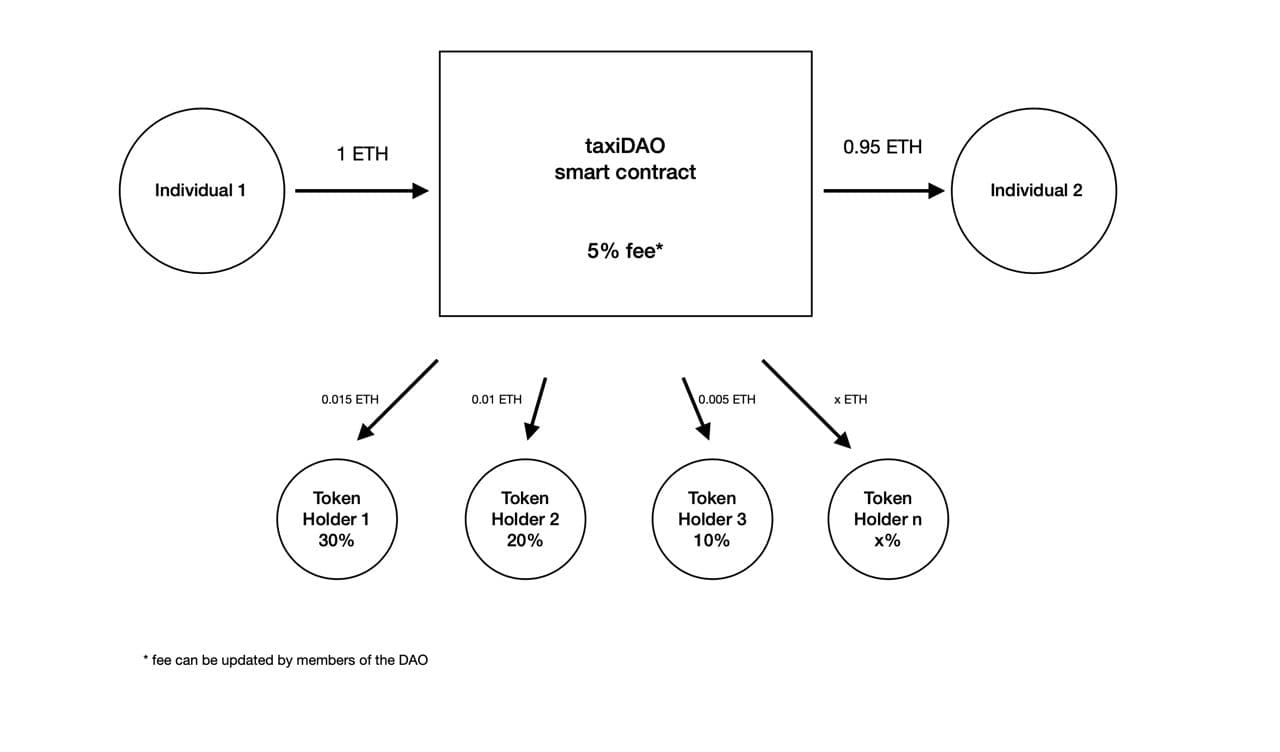 Individual 1
1 ETH
taxiDAO
smart contract
5% fee*
0.95 ETH
Individual 2
0.015 ETH
0.01 ETH
0.005 ETH
x ETH
Token
Holder 1
30%
Token
Holder 2
20%
Token
Holder 3
10%
Token
Holder n
x%
* fee can be updated by members of the DAO